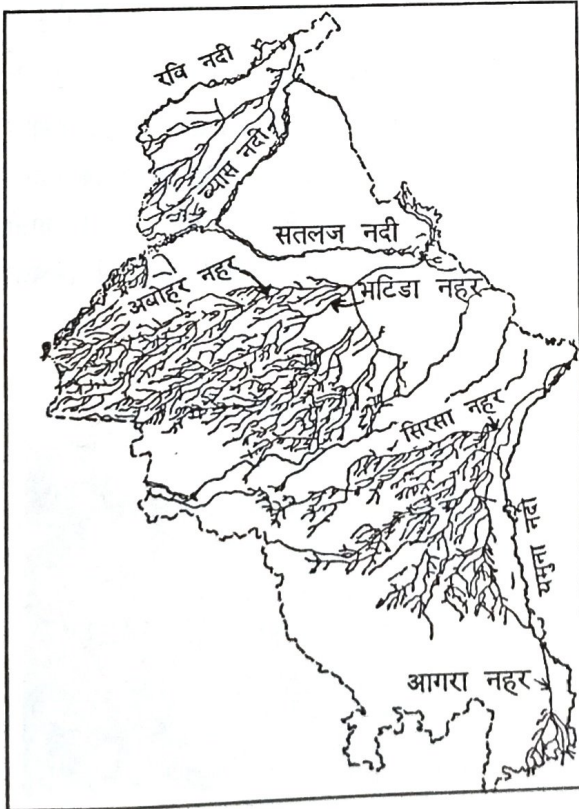 रवि नदी
व्यास नदी
सतलज नदी
अबोहर नहर
भटिंडा नहर
सिरसा नहर
यमुना नदी
आगरा नहर